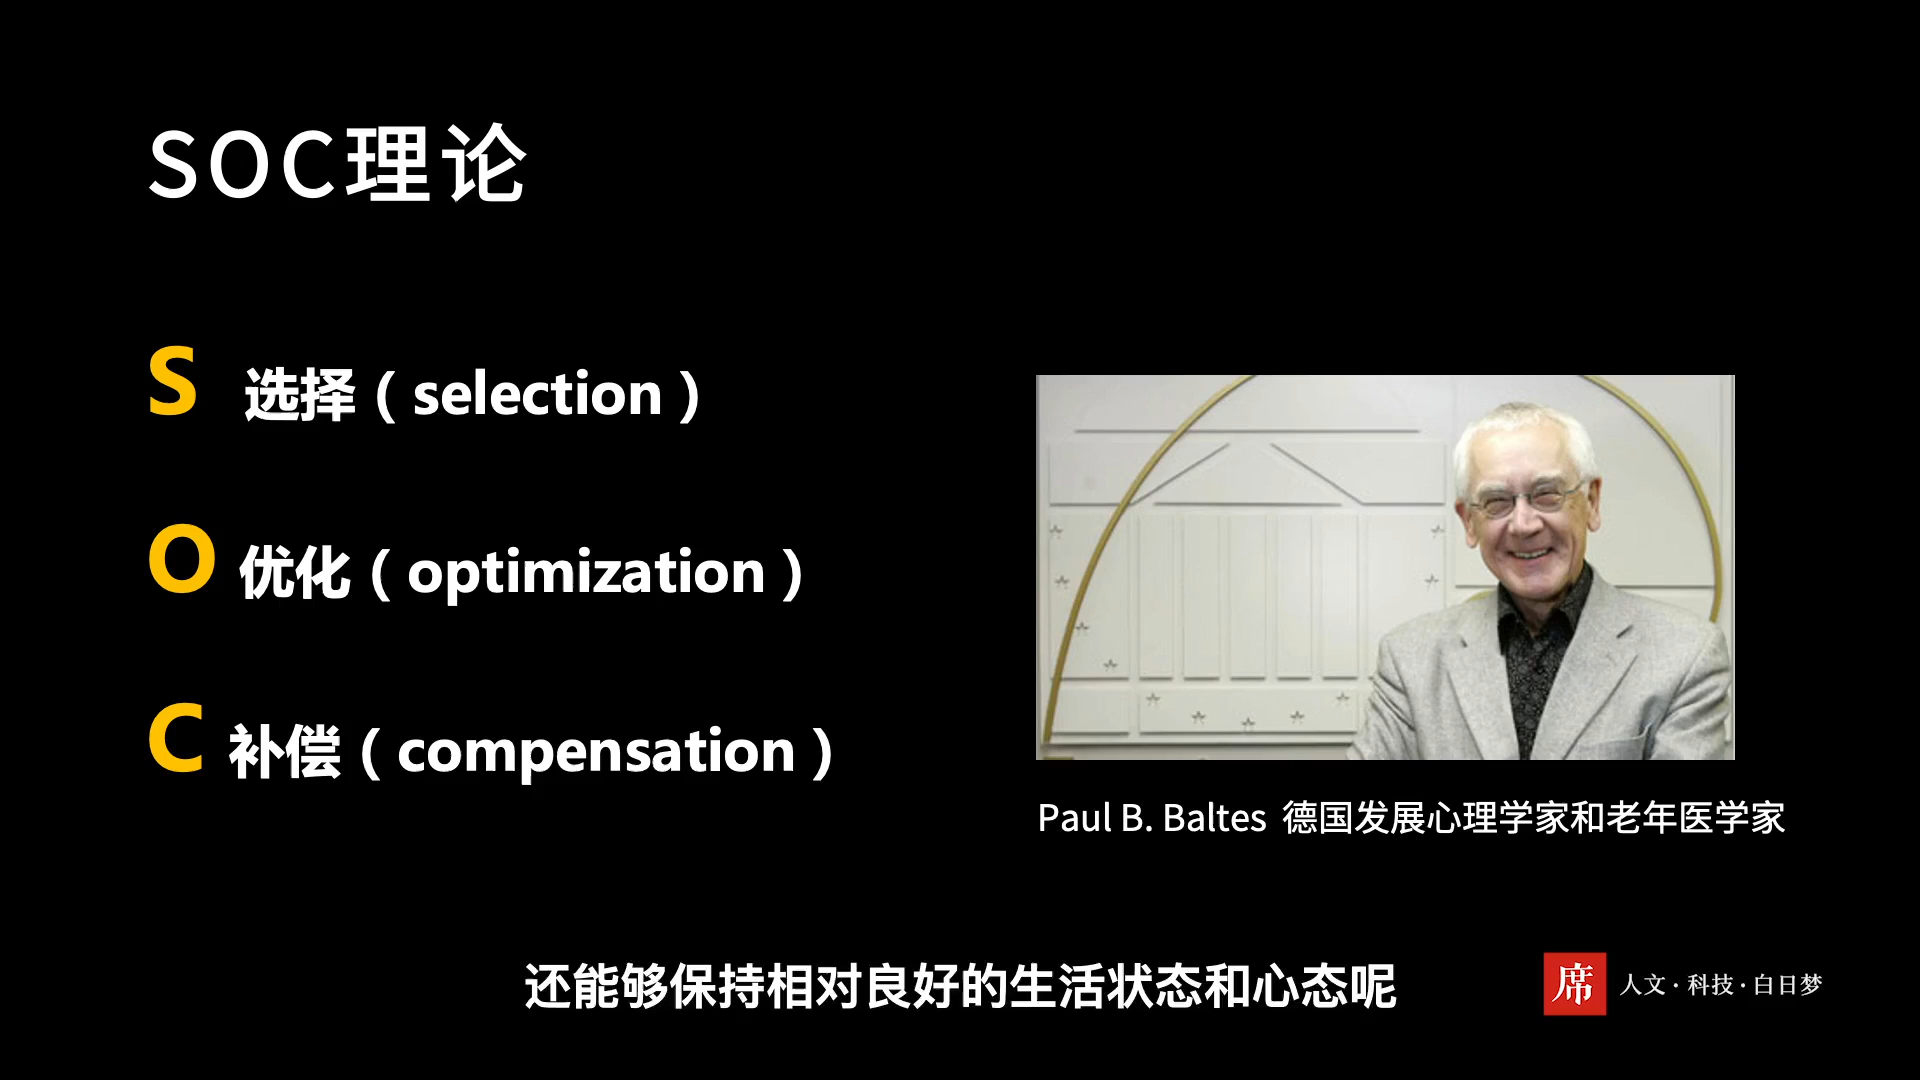 SOC理论
S 选择（selection）
O 优化（optimization）
C 补偿（compensation）
Paul B. Baltes 德国发展心理学家和老年医学家
还能够保持相对良好的生活状态和心态呢
席 人文·科技·白日梦